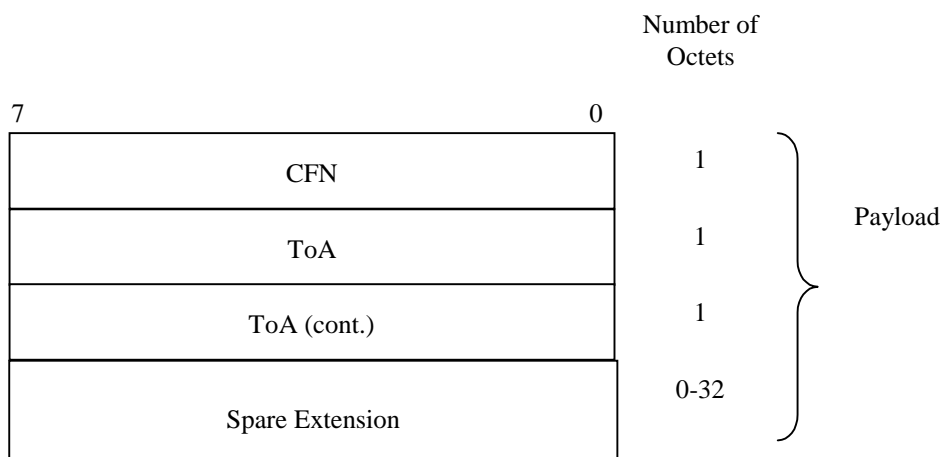 Number of
Octets
7 0
CFN 1
ToA 1
Payload
ToA (cont.) 1
0-32
Spare Extension